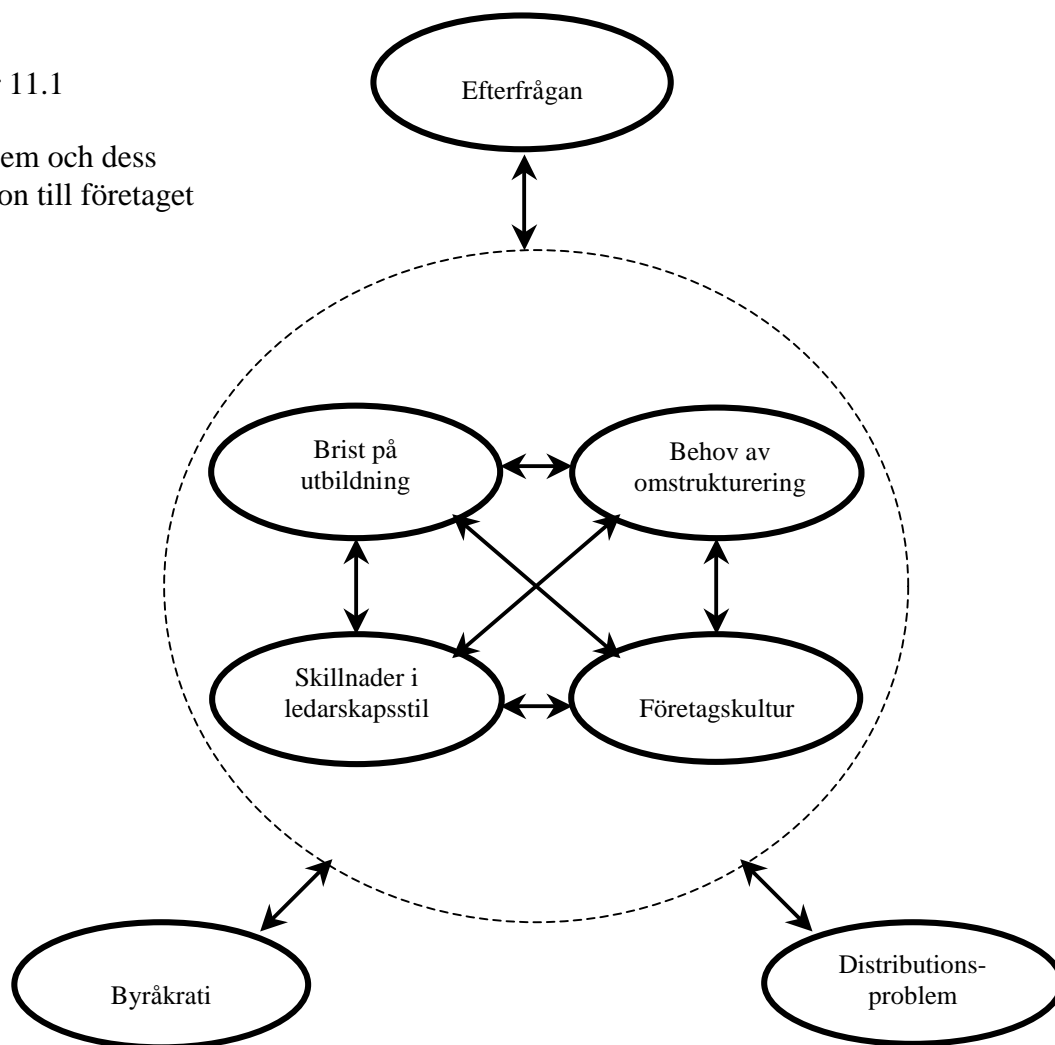 11.1
em och dess
on till företaget
Efterfrågan
Brist på
utbildning
Behov av
omstrukturering
Skillnader i
ledarskapsstil
Företagskultur
Byråkrati
Distributions-
problem